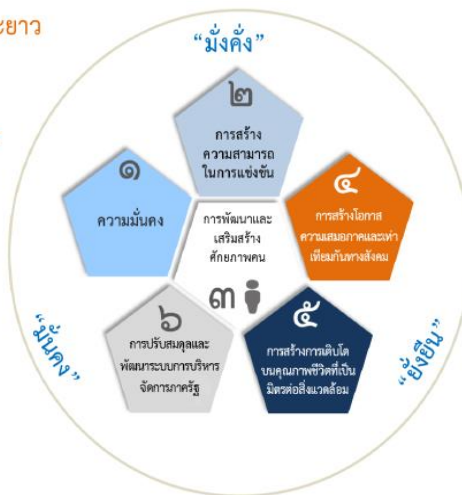 ะยาว
“มั่งคั่ง”
๒
การสร้าง
ความสามารถ
ในการแข่งขัน
๑
ความมั่นคง
การพัฒนาและ
เสริมสร้าง
ศักยภาพคน
๓
๔
การสร้างโอกาส
ความเสมอภาคและเท่า
เทียมกันทางสังคม
๖
การปรับสมดุลและ
พัฒนาระบบการบริหาร
จัดการภาครัฐ
๕
การสร้างการเติบโต
บนคุณภาพชีวิตที่เป็น
มิตรต่อสิ่งแวดล้อม
“มั่นคง”
“ยั่งยืน”